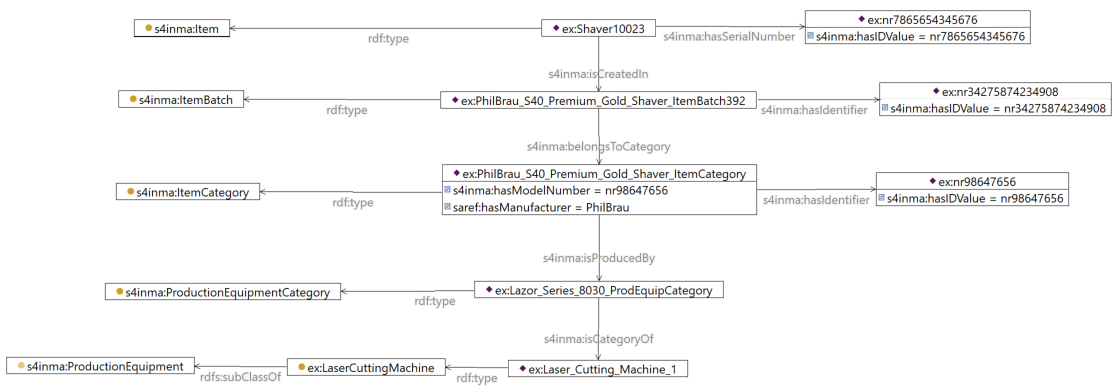 s4inma:Item
rdf:type
ex:Shaver10023
s4inma:hasSerialNumber
ex:nr7865654345676
s4inma:hasIDValue = nr7865654345676
s4inma:isCreatedIn
s4inma:ItemBatch
rdf:type
ex:PhilBrau_S40_Premium_Gold_Shaver_ItemBatch392
s4inma:hasIdentifier
ex:nr34275874234908
s4inma:hasIDValue = nr34275874234908
s4inma:belongsToCategory
s4inma:ItemCategory
rdf:type
ex:PhilBrau_S40_Premium_Gold_Shaver_ItemCategory
s4inma:hasModelNumber = nr98647656
saref:hasManufacturer = PhilBrau
s4inma:hasIdentifier
ex:nr98647656
s4inma:hasIDValue = nr98647656
s4inma:isProducedBy
s4inma:ProductionEquipmentCategory
rdf:type
ex:Lazor_Series_8030_ProdEquipCategory
s4inma:isCategoryOf
s4inma:ProductionEquipment
rdfs:subClassOf
ex:LaserCuttingMachine
rdf:type
ex:Laser_Cutting_Machine_1